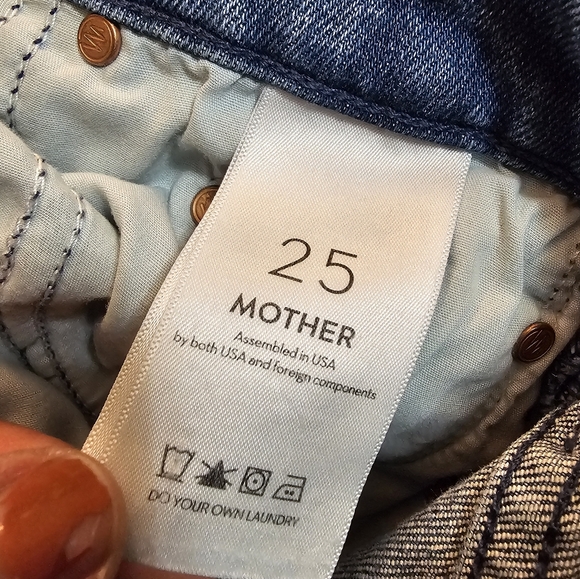 25
MOTHER
Assembled in USA
by both USA and foreign components
DO YOUR OWN LAUNDRY